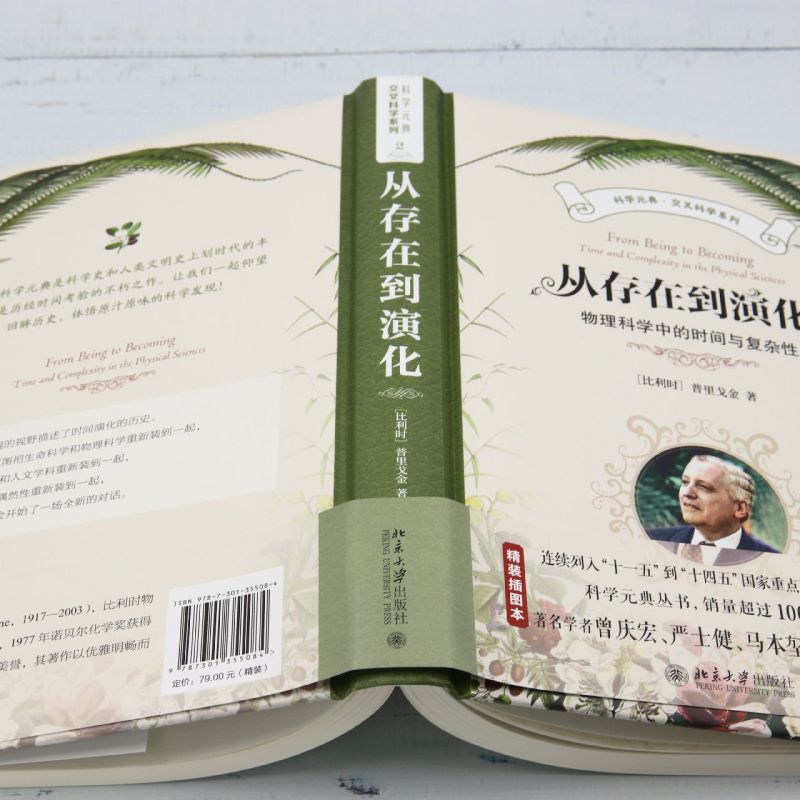 科学元典是科学史和人类文明史上划时代的丰
是历经时间考验的不朽之作。让我们一起仰望
回眸历史，体悟原汁原味的科学发现！
From Being to Becoming
Time and Complexity in the Physical Sciences
的视野描述了时间演化的历史。
图把生命科学和物理科学重新装到一起，
和人文学科重新装到一起，
偶然性重新装到一起，
会开始了一场全新的对话。
ine, 1917—2003），比利时物
1977年诺贝尔化学奖获得
美誉，其著作以优雅明畅而
ISBN 978-7-301-35508-4
9 787301 355084
定价：79.00元（精装）
科学元典
交叉科学系列
2
从存在到演化
[比利时] 普里戈金 著
北京大学出版社
PEKING UNIVERSITY PRESS
科学元典·交叉科学系列
From Being to Becoming
Time and Complexity in the Physical Sciences
从存在到演化
物理科学中的时间与复杂性
[比利时] 普里戈金 著
精装插图本
连续列入“十一五”到“十四五”国家重点
科学元典丛书，销量超过100
著名学者曾庆宏、严士健、马本堃
北京大学出版社
PEKING UNIVERSITY PRESS